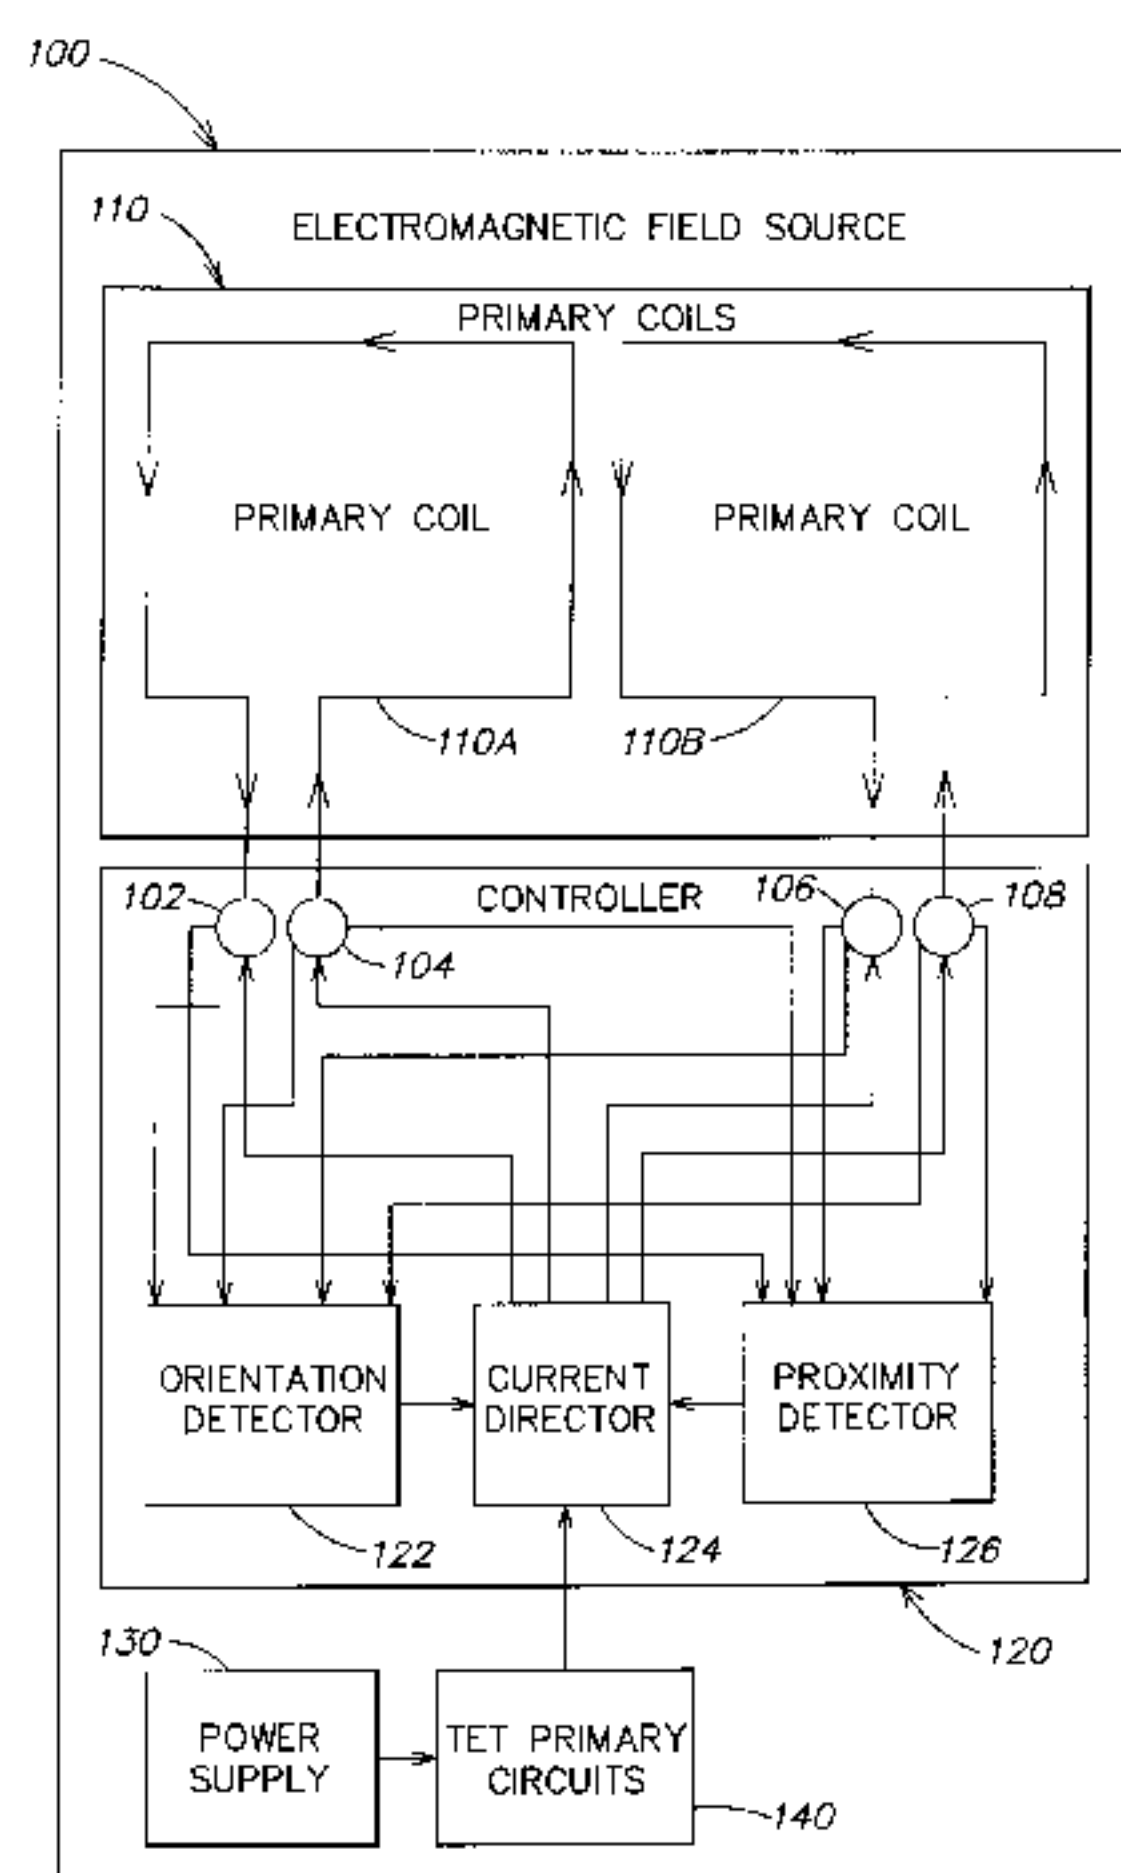 100
110
ELECTROMAGNETIC FIELD SOURCE
PRIMARY COILS
PRIMARY COIL
PRIMARY COIL
110A
110B
102
CONTROLLER
106
108
104
ORIENTATION
DETECTOR
CURRENT
DIRECTOR
PROXIMITY
DETECTOR
122
124
126
130
120
POWER
SUPPLY
TET PRIMARY
CIRCUITS
140